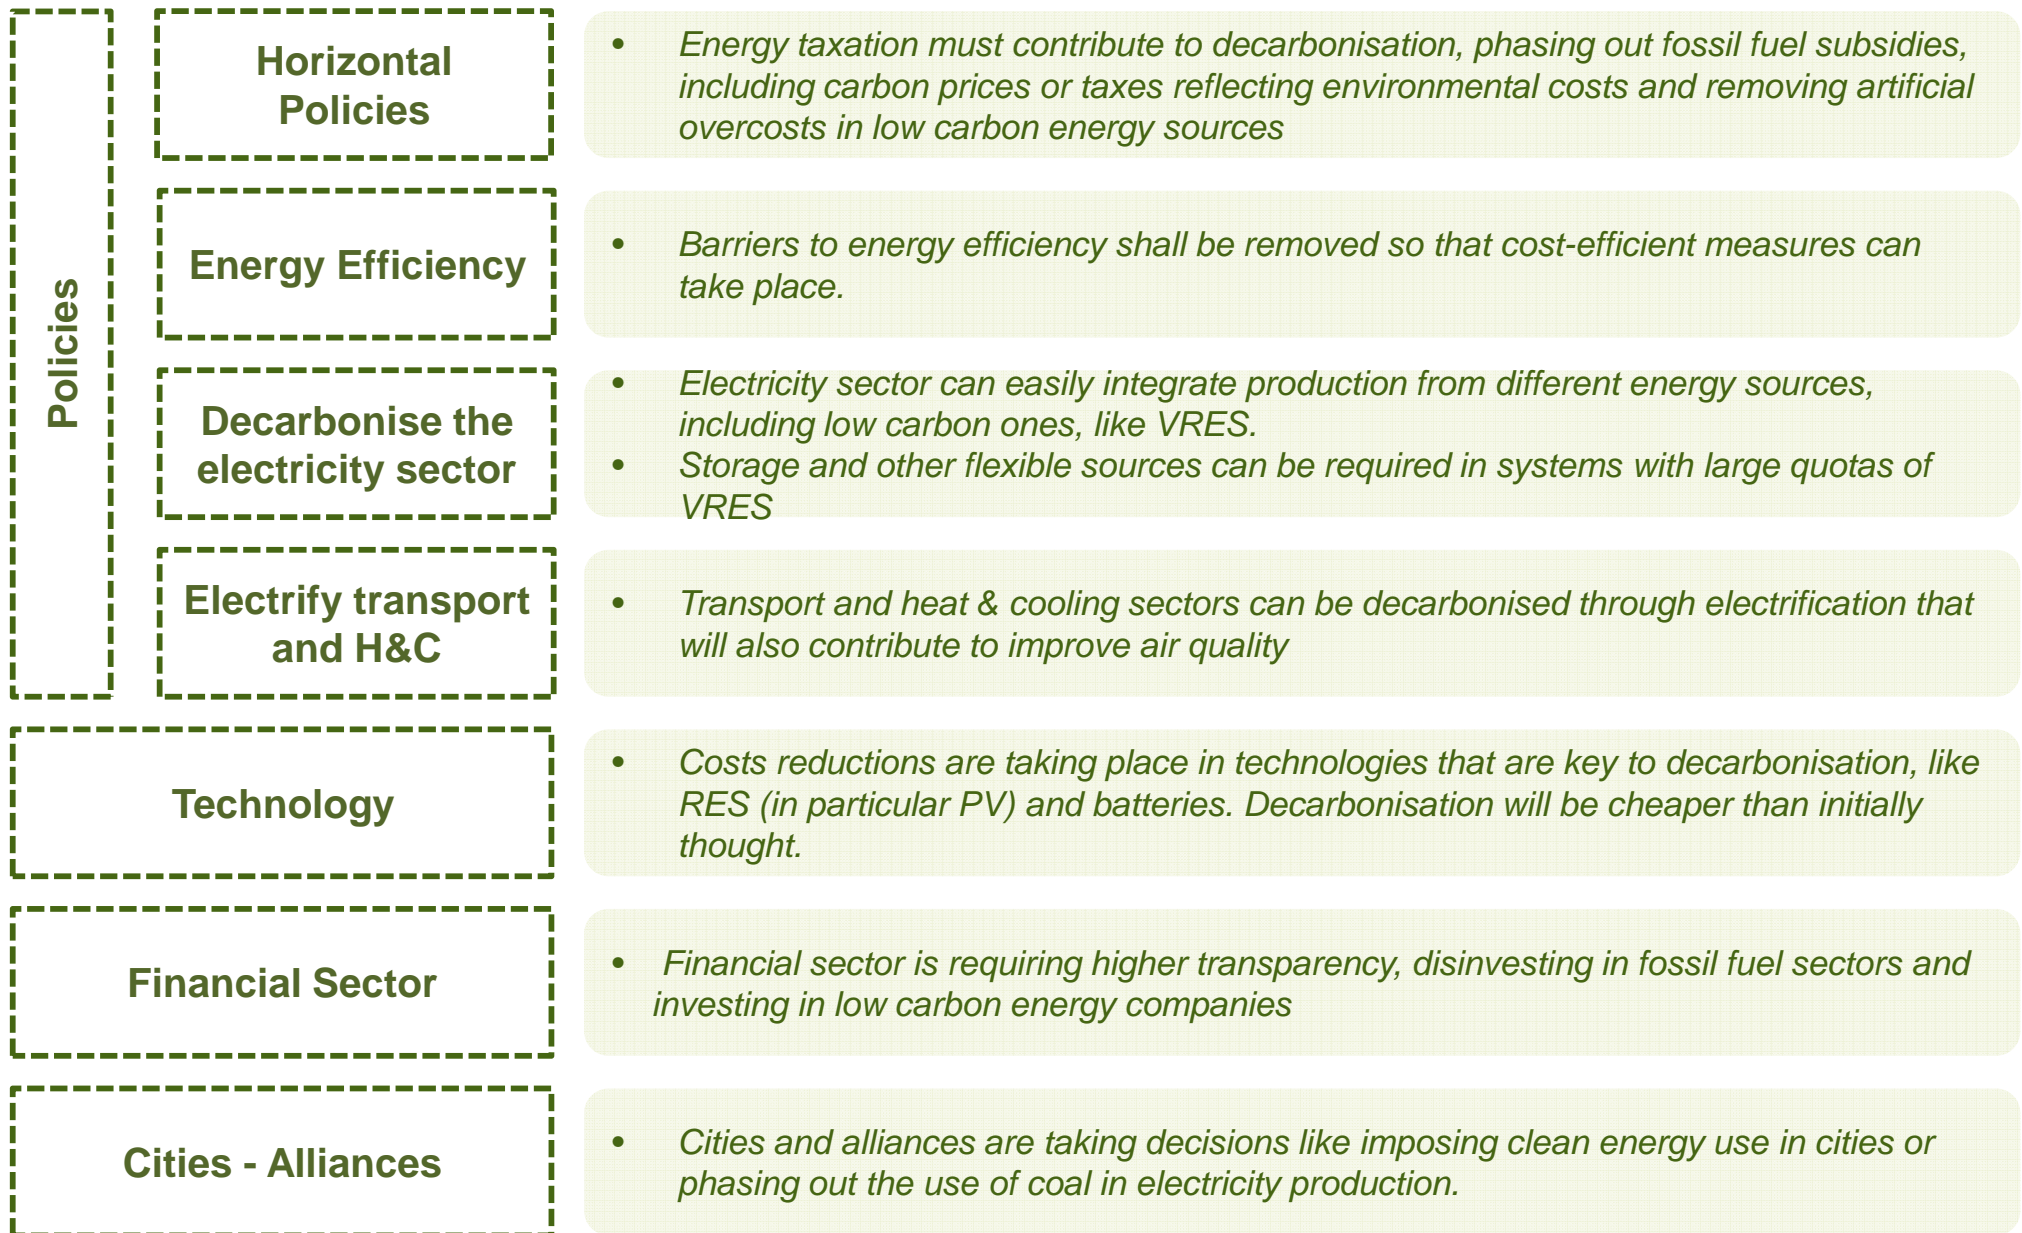 Policies
Horizontal
Policies
• Energy taxation must contribute to decarbonisation, phasing out fossil fuel subsidies,
including carbon prices or taxes reflecting environmental costs and removing artificial
overcosts in low carbon energy sources
Energy Efficiency
• Barriers to energy efficiency shall be removed so that cost-efficient measures can
take place.
Decarbonise the
electricity sector
• Electricity sector can easily integrate production from different energy sources,
including low carbon ones, like VRES.
• Storage and other flexible sources can be required in systems with large quotas of
VRES
Electrify transport
and H&C
• Transport and heat & cooling sectors can be decarbonised through electrification that
will also contribute to improve air quality
Technology
• Costs reductions are taking place in technologies that are key to decarbonisation, like
RES (in particular PV) and batteries. Decarbonisation will be cheaper than initially
thought.
Financial Sector
• Financial sector is requiring higher transparency, disinvesting in fossil fuel sectors and
investing in low carbon energy companies
Cities - Alliances
• Cities and alliances are taking decisions like imposing clean energy use in cities or
phasing out the use of coal in electricity production.